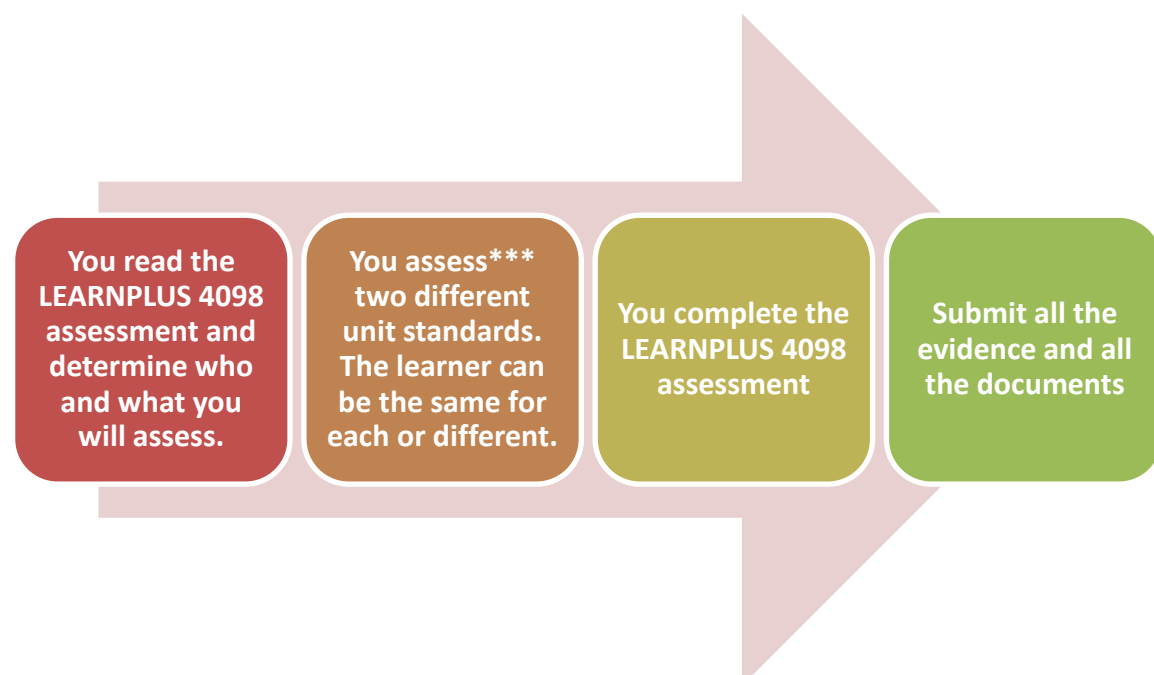 You read the
LEARNPLUS 4098
assessment and
determine who
and what you
will assess.
You assess***
two different
unit standards.
The learner can
be the same for
each or different.
You complete the
LEARNPLUS 4098
assessment
Submit all the
evidence and all
the documents